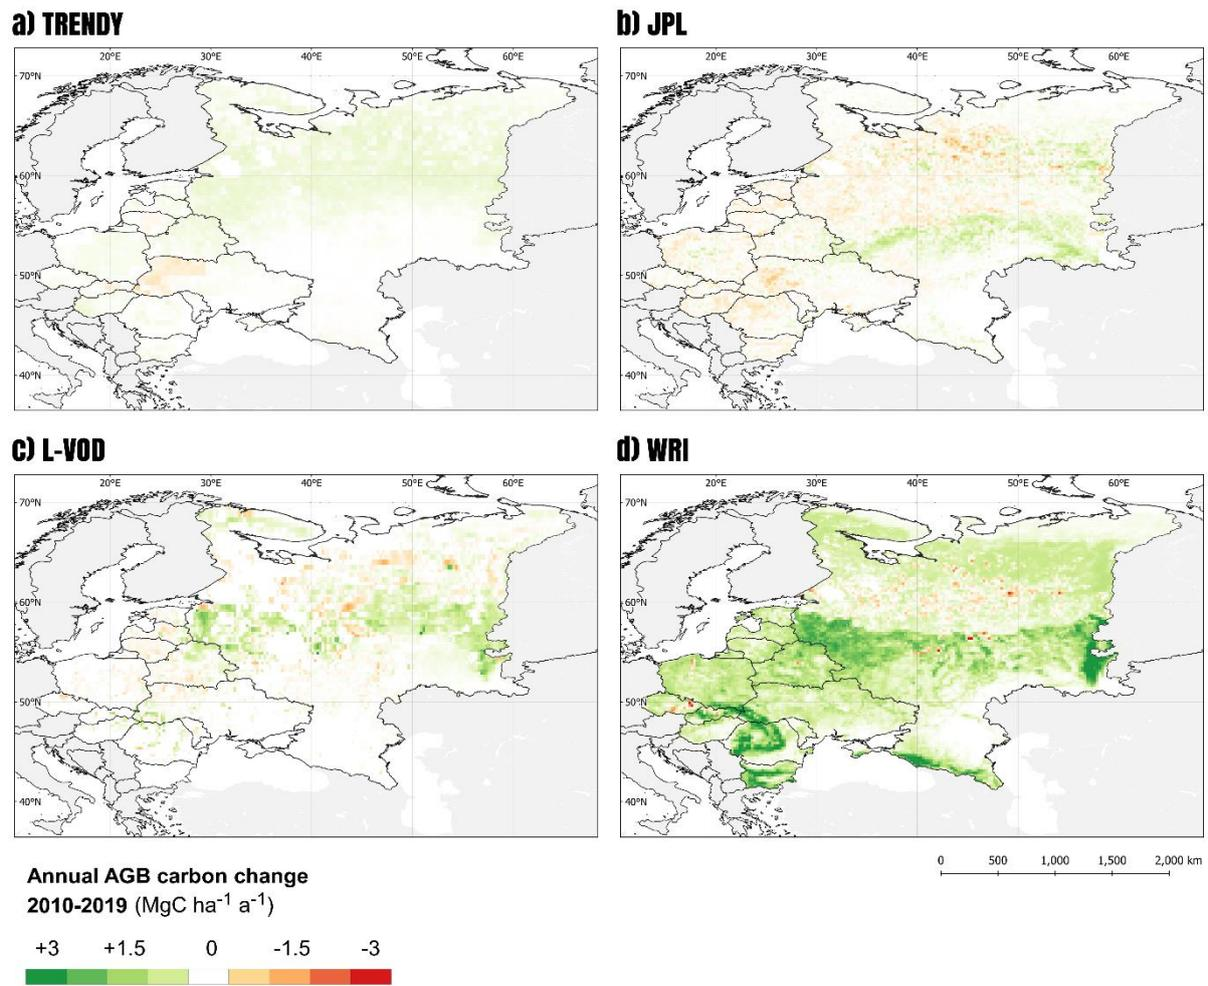 a) TRENDY
b) JPL
20°E 30°E 40°E 50°E 60°E
20°E 30°E 40°E 50°E 60°E
70°N
70°N
60°N
60°N
50°N
50°N
40°N
40°N
c) L-VOD
d) WRI
20°E 30°E 40°E 50°E 60°E
20°E 30°E 40°E 50°E 60°E
70°N
70°N
60°N
60°N
50°N
50°N
40°N
40°N
0 500 1,000 1,500 2,000 km
Annual AGB carbon change
2010-2019 (MgC ha⁻¹ a⁻¹)
+3 +1.5 0 -1.5 -3